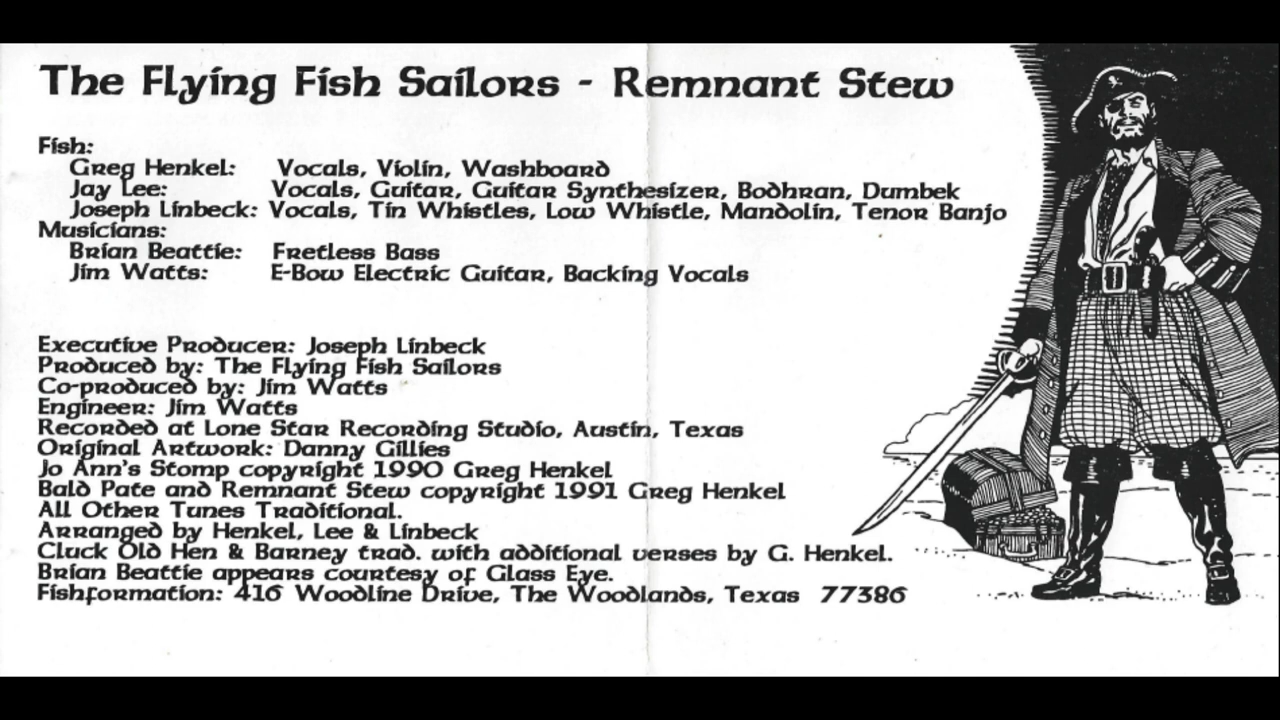 The Flying Fish Sailors - Remnant Stew
Fish:
Greg Henkel: Vocals, Violin, Washboard
Jay Lee: Vocals, Guitar, Guitar Synthesizer, Bodhran, Dumbek
Joseph Linbeck: Vocals, Tin Whistles, Low Whistle, Mandolin, Tenor Banjo
Musicians:
Brian Beattie: Fretless Bass
Jim Watts: E-Bow Electric Guitar, Backing Vocals
Executive Producer: Joseph Linbeck
Produced by: The Flying Fish Sailors
Co-produced by: Jim Watts
Engineer: Jim Watts
Recorded at Lone Star Recording Studio, Austin, Texas
Original Artwork: Danny Gillies
Jo Ann's Stomp copyright 1990 Greg Henkel
Bald Pate and Remnant Stew copyright 1991 Greg Henkel
All Other Tunes Traditional.
Arranged by Henkel, Lee & Linbeck
Cluck Old Hen & Barney trad. with additional verses by G. Henkel.
Brian Beattie appears courtesy of Glass Eye.
Fishformation: 416 Woodline Drive, The Woodlands, Texas 77386